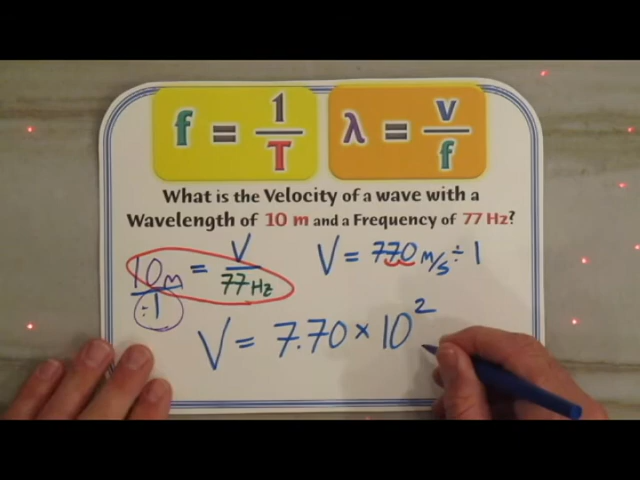 f = 1/T
λ = v/f
What is the Velocity of a wave with a
Wavelength of 10 m and a Frequency of 77 Hz?
10m/÷1 = V/77Hz
V = 770 m/s ÷ 1
V = 7.70 × 10²